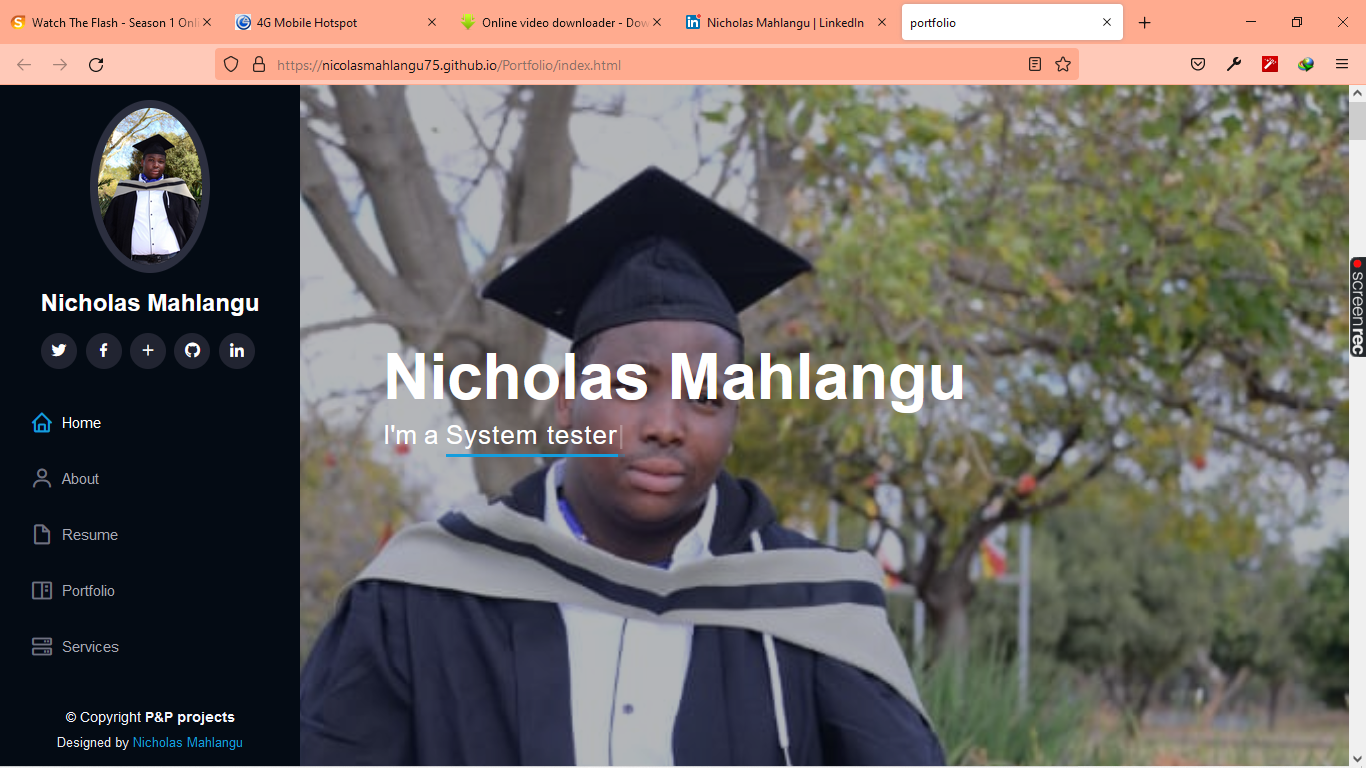 Watch The Flash - Season 1 Onl
4G Mobile Hotspot
Online video downloader - Dow
Nicholas Mahlangu | LinkedIn
portfolio
https://nicolasmahlangu75.github.io/Portfolio/index.html
Nicholas Mahlangu
Home
About
Resume
Portfolio
Services
© Copyright P&P projects
Designed by Nicholas Mahlangu
Nicholas Mahlangu
I'm a System tester
screenrec